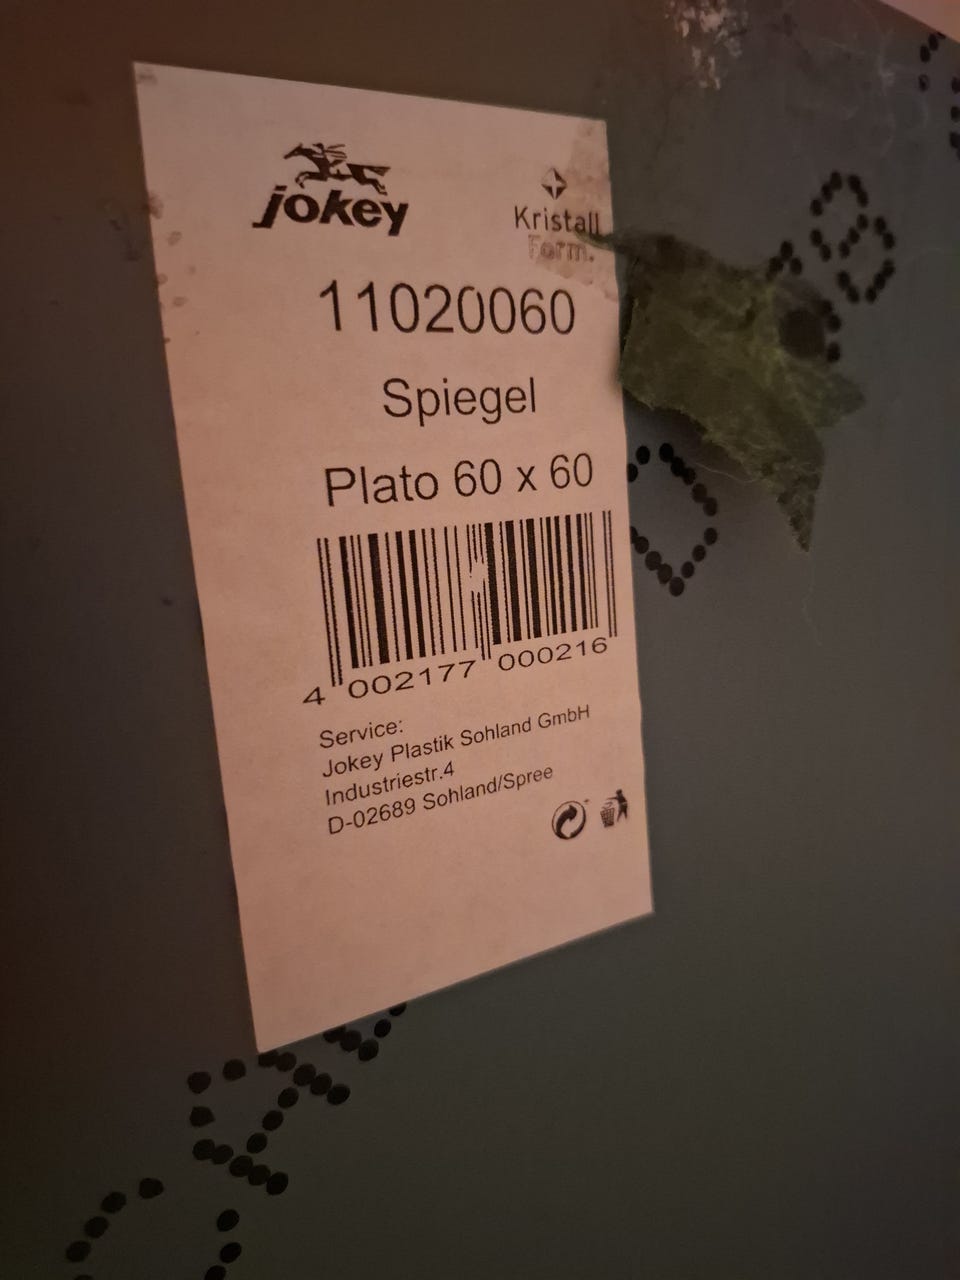 jokey
Kristall
Form.
11020060
Spiegel
Plato 60 x 60
4 002177 000216
Service:
Jokey Plastik Sohland GmbH
Industriestr.4
D-02689 Sohland/Spree